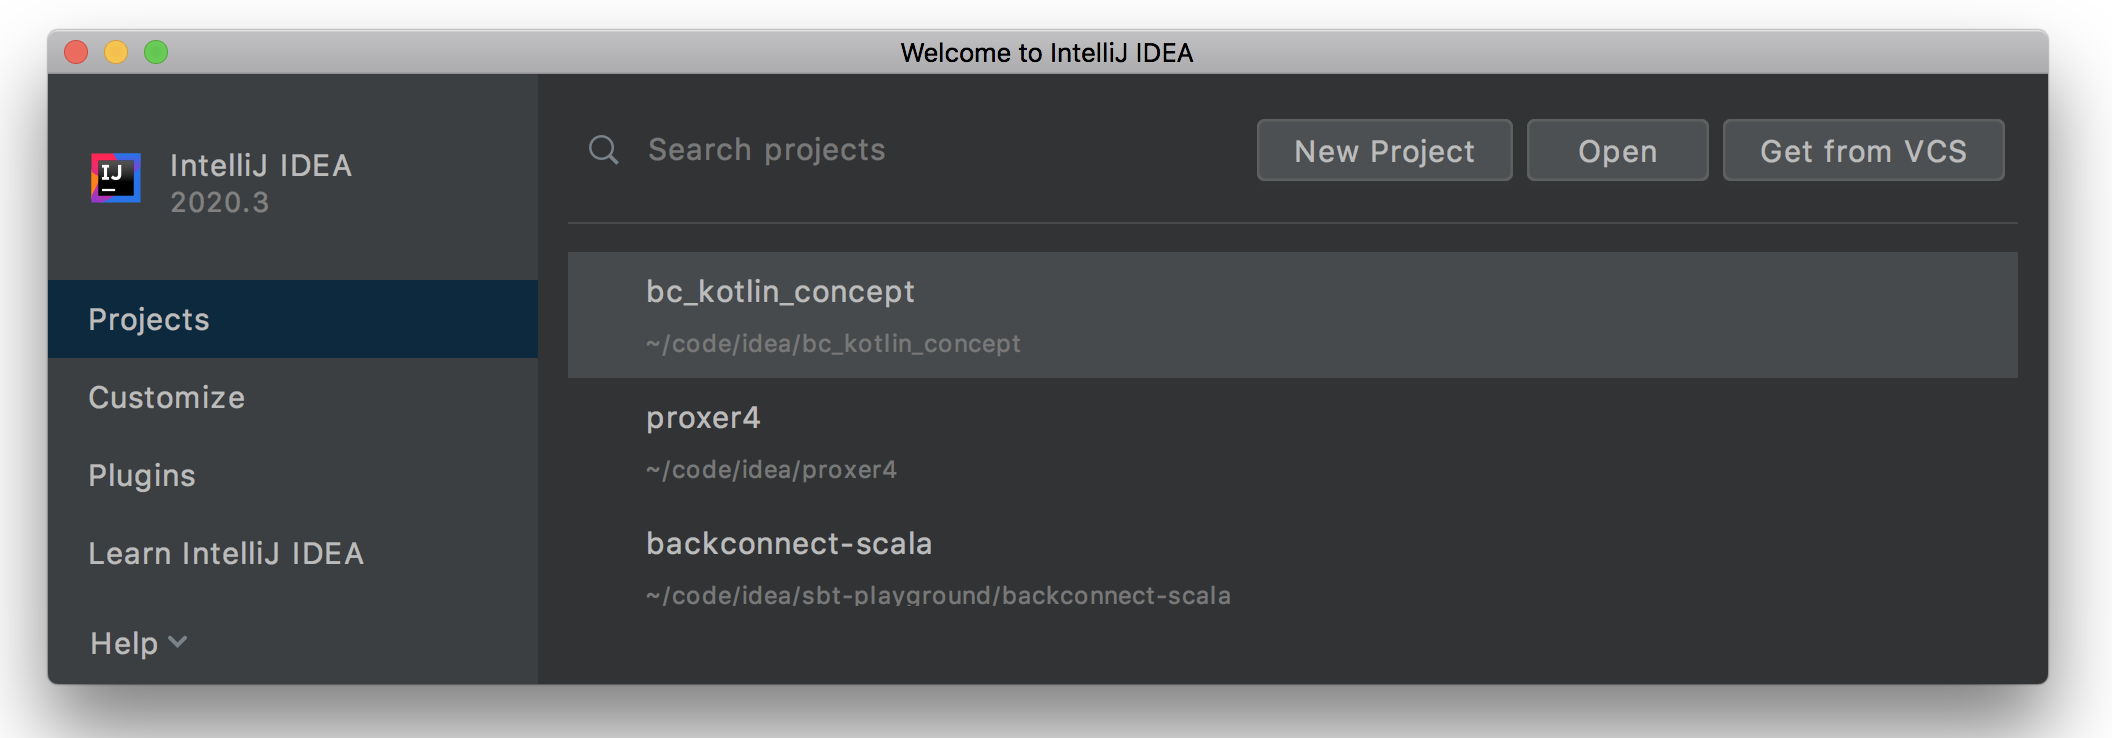 Welcome to IntelliJ IDEA
IJ
IntelliJ IDEA
2020.3
Projects
Customize
Plugins
Learn IntelliJ IDEA
Help
Search projects
New Project
Open
Get from VCS
bc_kotlin_concept
~/code/idea/bc_kotlin_concept
proxer4
~/code/idea/proxer4
backconnect-scala
~/code/idea/sbt-playground/backconnect-scala